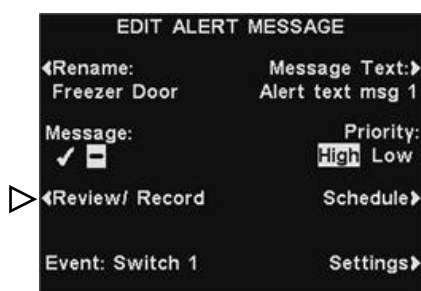 EDIT ALERT MESSAGE
Rename: Message Text:
Freezer Door Alert text msg 1
Message: Priority:
✓ − High Low
Review/ Record Schedule
Event: Switch 1 Settings